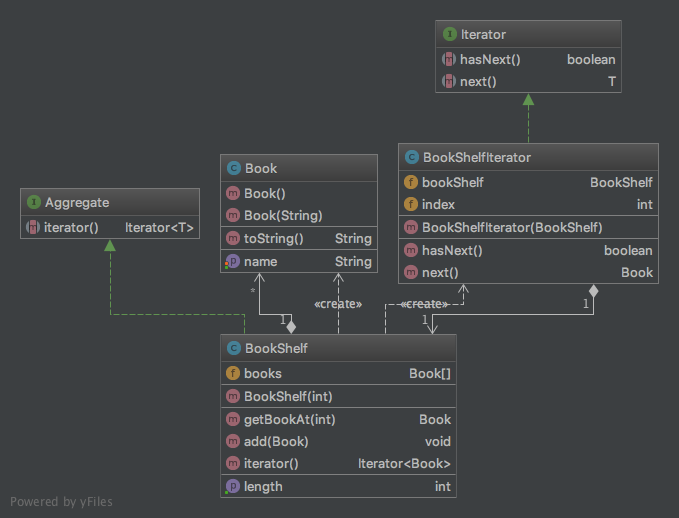 Iterator
hasNext() boolean
next() T
BookShelfIterator
bookShelf BookShelf
index int
BookShelfIterator(BookShelf)
hasNext() boolean
next() Book
Book
Book()
Book(String)
toString() String
name String
Aggregate
iterator() Iterator<T>
*
«create»
«create»
1
1
1
BookShelf
books Book[]
BookShelf(int)
getBookAt(int) Book
add(Book) void
iterator() Iterator<Book>
length int
Powered by yFiles